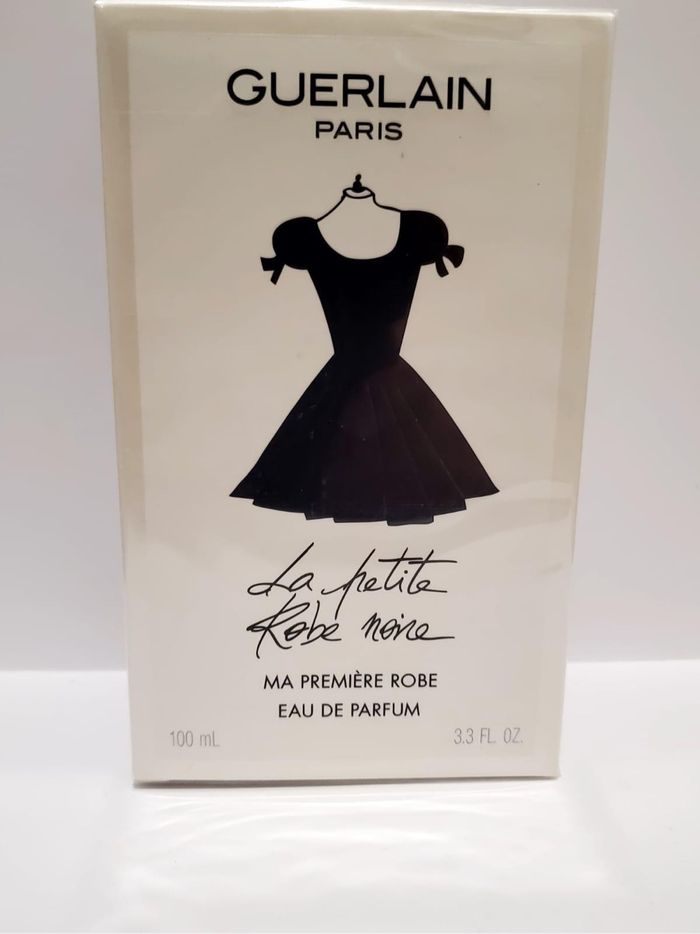 GUERLAIN
PARIS
La petite
Robe noire
MA PREMIÈRE ROBE
EAU DE PARFUM
100 mL 3.3 FL. OZ.